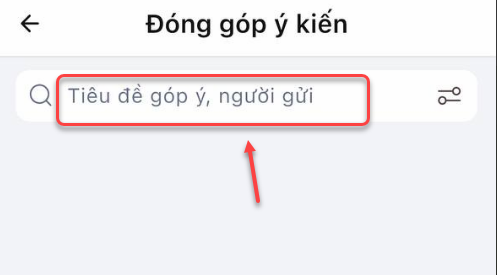 Đóng góp ý kiến
Tiêu đề góp ý, người gửi